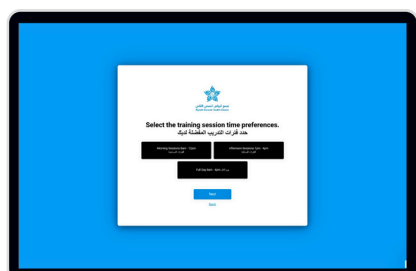 Select the training session time preferences.
حدد فترات التدريب المفضلة لديك
Morning Sessions 8am - 12pm
Afternoon Sessions 1pm - 4pm
Full Day 8am - 4pm
Next
Back